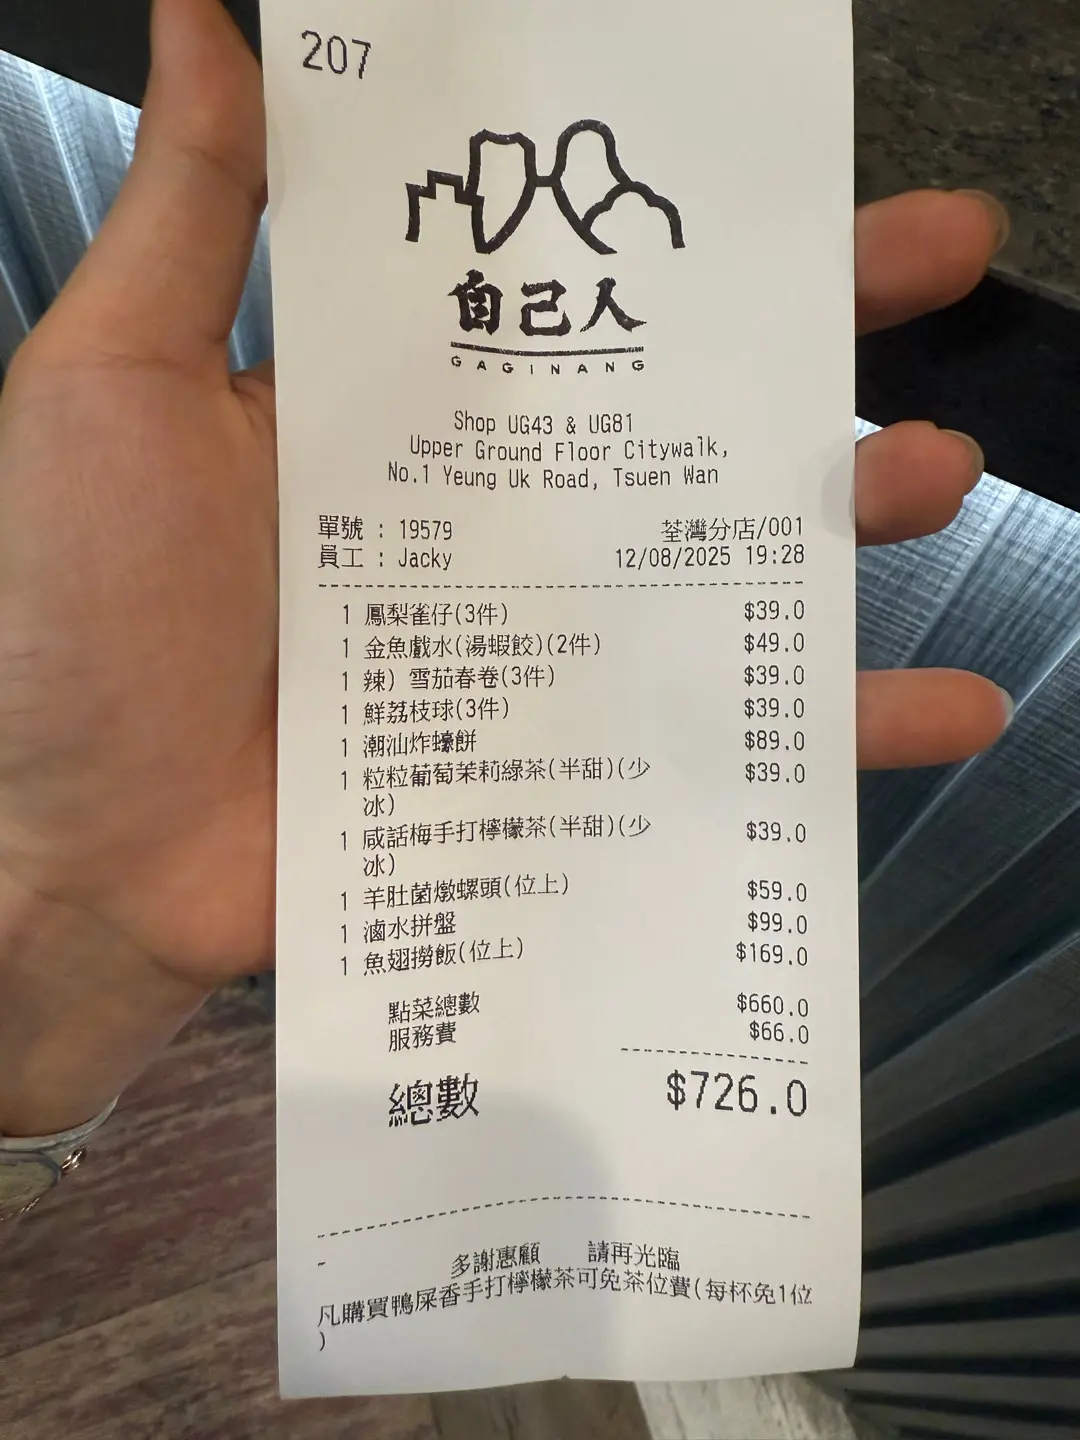 207
自己人
GAGINANG
Shop UG43 & UG81
Upper Ground Floor Citywalk,
No.1 Yeung Uk Road, Tsuen Wan
單號 : 19579 荃灣分店/001
員工 : Jacky 12/08/2025 19:28
1 鳳梨雀仔(3件) $39.0
1 金魚戲水(湯蝦餃)(2件) $49.0
1 辣) 雪茄春卷(3件) $39.0
1 鮮荔枝球(3件) $39.0
1 潮汕炸蠔餅 $89.0
1 粒粒葡萄茉莉綠茶(半甜)(少 $39.0
冰)
1 咸話梅手打檸檬茶(半甜)(少 $39.0
冰)
1 羊肚菌燉螺頭(位上) $59.0
1 滷水拼盤 $99.0
1 魚翅撈飯(位上) $169.0
點菜總數 $660.0
服務費 $66.0
總數 $726.0
~
多謝惠顧 請再光臨
凡購買鴨屎香手打檸檬茶可免茶位費(每杯免1位
)